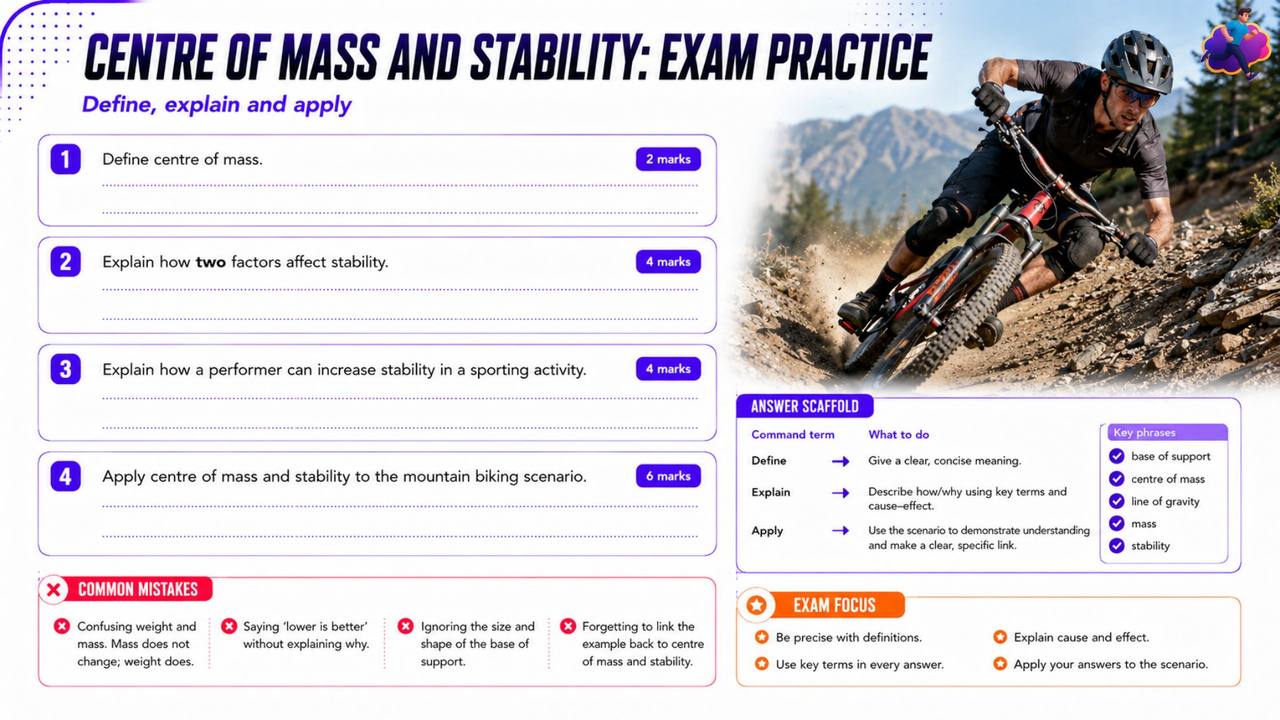 CENTRE OF MASS AND STABILITY: EXAM PRACTICE
Define, explain and apply
1 Define centre of mass. 2 marks
2 Explain how two factors affect stability. 4 marks
3 Explain how a performer can increase stability in a sporting activity. 4 marks
4 Apply centre of mass and stability to the mountain biking scenario. 6 marks
COMMON MISTAKES
Confusing weight and
mass. Mass does not
change; weight does.
Saying ‘lower is better’
without explaining why.
Ignoring the size and
shape of the base of
support.
Forgetting to link the
example back to centre
of mass and stability.
ANSWER SCAFFOLD
Command term What to do
Define Give a clear, concise meaning.
Explain Describe how/why using key terms and
cause–effect.
Apply Use the scenario to demonstrate understanding
and make a clear, specific link.
Key phrases
base of support
centre of mass
line of gravity
mass
stability
EXAM FOCUS
Be precise with definitions.
Use key terms in every answer.
Explain cause and effect.
Apply your answers to the scenario.